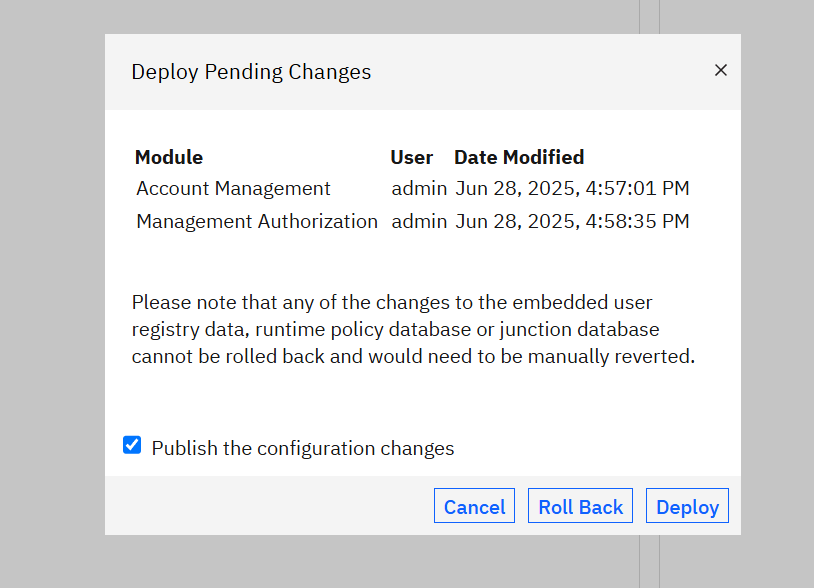 Deploy Pending Changes
Module User Date Modified
Account Management admin Jun 28, 2025, 4:57:01 PM
Management Authorization admin Jun 28, 2025, 4:58:35 PM
Please note that any of the changes to the embedded user
registry data, runtime policy database or junction database
cannot be rolled back and would need to be manually reverted.
Publish the configuration changes
Cancel Roll Back Deploy